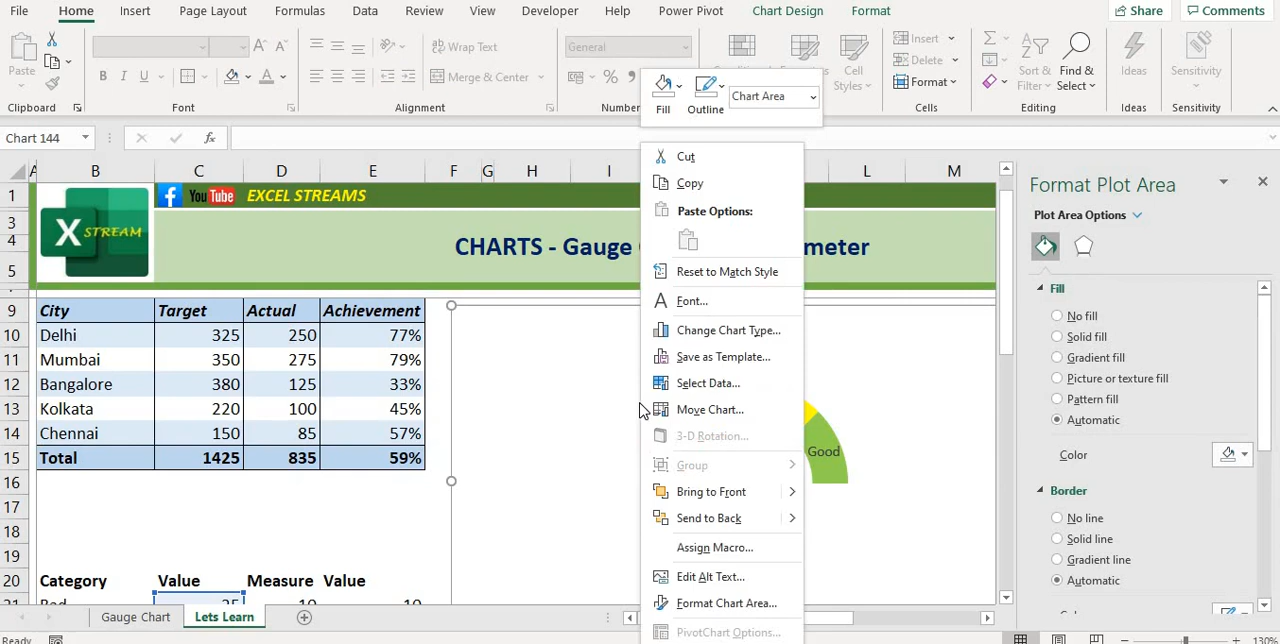 File Home Insert Page Layout Formulas Data Review View Developer Help Power Pivot Chart Design Format Share Comments
Wrap Text General Insert
Paste Merge & Center Delete Sort & Find & Ideas Sensitivity
Cell Styles Format Filter Select
Clipboard Font Alignment Number Cells Editing Ideas Sensitivity
Fill Outline Chart Area
Chart 144 fx
A B C D E F G H I L M
1 YouTube EXCEL STREAMS
3
4 X STREAM CHARTS - Gauge meter
5
9 City Target Actual Achievement
10 Delhi 325 250 77%
11 Mumbai 350 275 79%
12 Bangalore 380 125 33%
13 Kolkata 220 100 45%
14 Chennai 150 85 57%
15 Total 1425 835 59%
16
17
18
19
20 Category Value Measure Value
Good
Cut
Copy
Paste Options:
Reset to Match Style
Font...
Change Chart Type...
Save as Template...
Select Data...
Move Chart...
3-D Rotation...
Group
Bring to Front
Send to Back
Assign Macro...
Edit Alt Text...
Format Chart Area...
PivotChart Options...
Format Plot Area
Plot Area Options
Fill
No fill
Solid fill
Gradient fill
Picture or texture fill
Pattern fill
Automatic
Color
Border
No line
Solid line
Gradient line
Automatic
Gauge Chart Lets Learn
Ready 130%